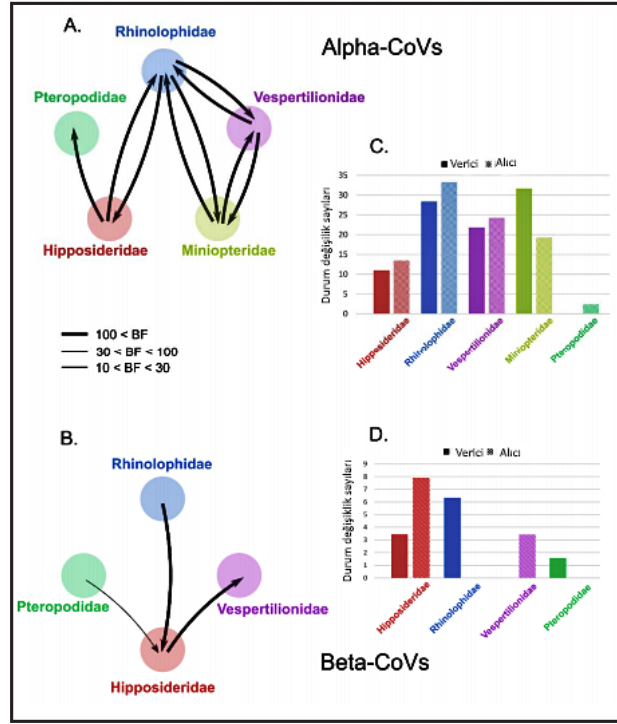 A.
Rhinolophidae
Alpha-CoVs
Pteropodidae
Vespertilionidae
Hipposideridae
Miniopteridae
100 < BF
30 < BF < 100
10 < BF < 30
C.
Verici Alıcı
Durum değişilik sayıları
35
30
25
20
15
10
5
0
Hipposideridae
Rhinolophidae
Vespertilionidae
Miniopteridae
Pteropodidae
B.
Rhinolophidae
Pteropodidae
Vespertilionidae
Hipposideridae
D.
Verici Alıcı
Durum değişiklik sayıları
9
8
7
6
5
4
3
2
1
0
Hipposideridae
Rhinolophidae
Vespertilionidae
Pteropodidae
Beta-CoVs